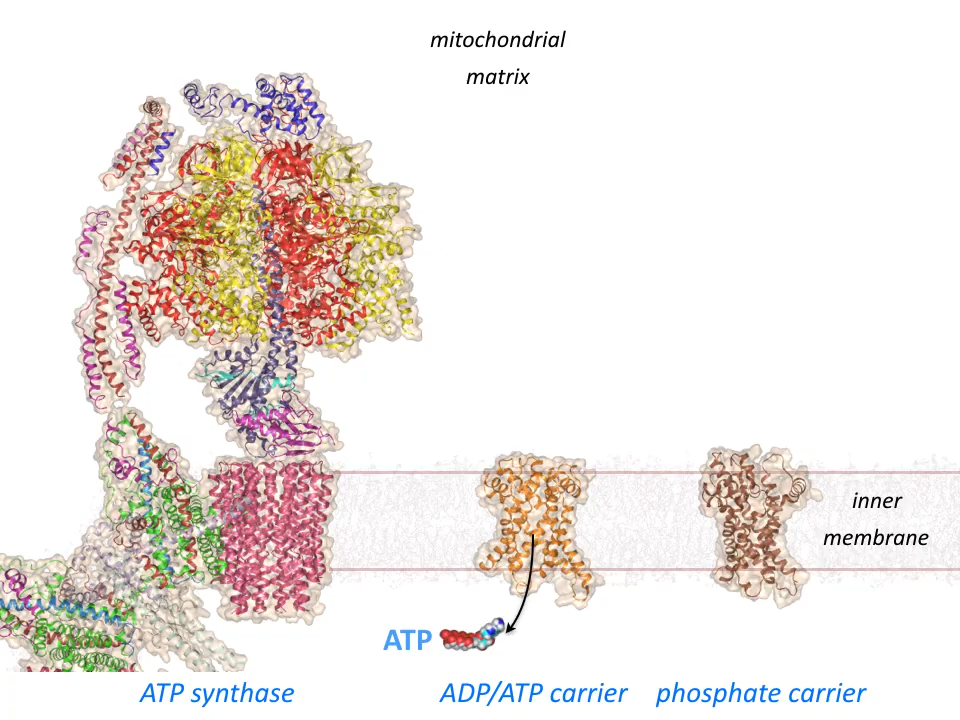 mitochondrial
matrix
inner
membrane
ATP
ATP synthase
ADP/ATP carrier
phosphate carrier